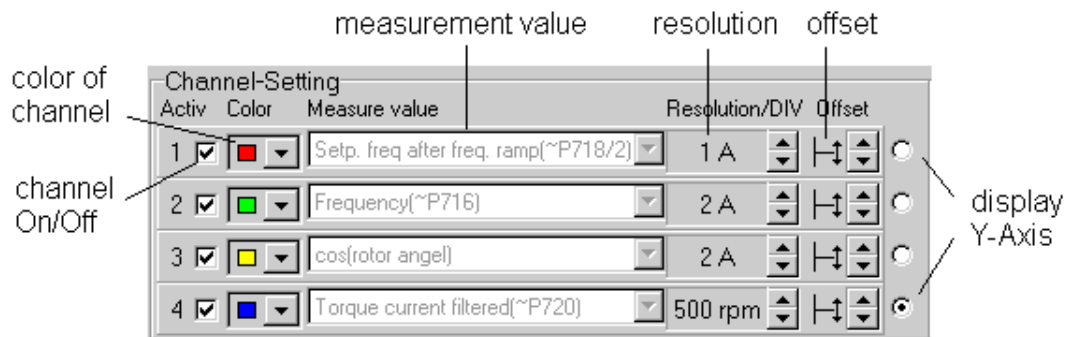 measurement value resolution offset
color of
channel
Channel-Setting
Activ Color Measure value Resolution/DIV Offset
1 Setp. freq after freq. ramp(~P718/2) 1 A
channel
On/Off
2 Frequency(~P716) 2 A
display
Y-Axis
3 cos(rotor angel) 2 A
4 Torque current filtered(~P720) 500 rpm